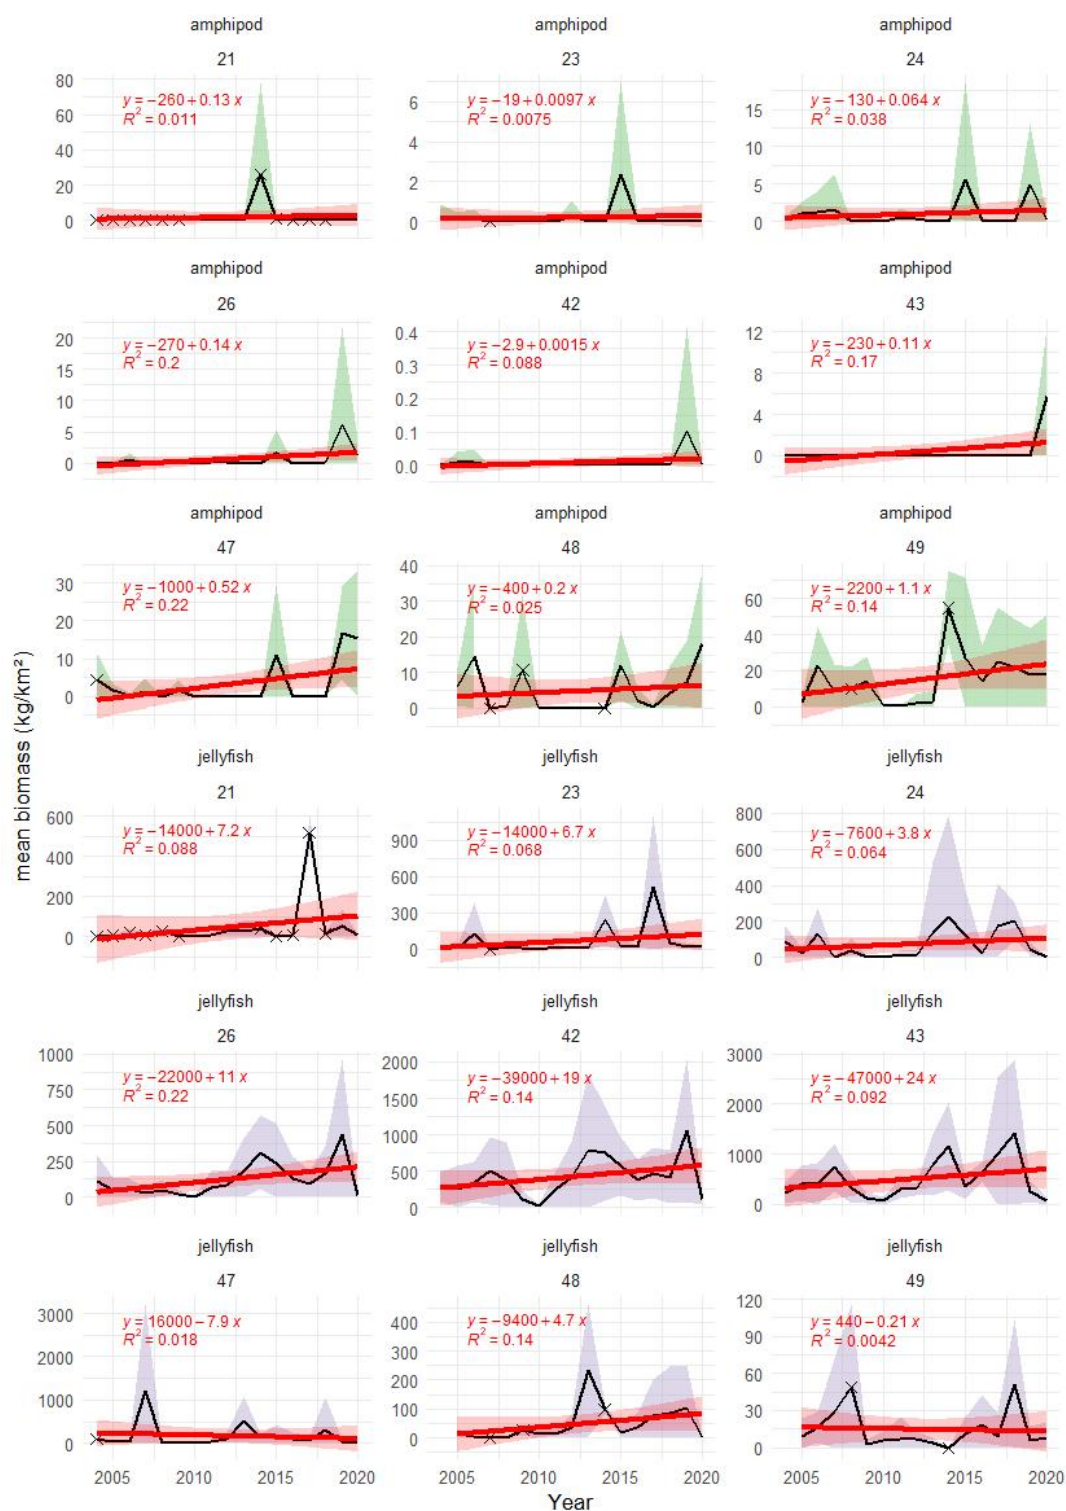 amphipod amphipod amphipod
21 23 24
80
60
40
20
0
y = −260 + 0.13 x
R² = 0.011
6
4
2
0
y = −19 + 0.0097 x
R² = 0.0075
15
10
5
0
y = −130 + 0.064 x
R² = 0.038
amphipod amphipod amphipod
26 42 43
20
15
10
5
0
y = −270 + 0.14 x
R² = 0.2
0.4
0.3
0.2
0.1
0.0
y = −2.9 + 0.0015 x
R² = 0.088
12
8
4
0
y = −230 + 0.11 x
R² = 0.17
amphipod amphipod amphipod
47 48 49
30
20
10
0
y = −1000 + 0.52 x
R² = 0.22
40
30
20
10
0
y = −400 + 0.2 x
R² = 0.025
60
40
20
0
y = −2200 + 1.1 x
R² = 0.14
mean biomass (kg/km²)
jellyfish jellyfish jellyfish
21 23 24
600
400
200
0
y = −14000 + 7.2 x
R² = 0.088
900
600
300
0
y = −14000 + 6.7 x
R² = 0.068
800
600
400
200
0
y = −7600 + 3.8 x
R² = 0.064
jellyfish jellyfish jellyfish
26 42 43
1000
750
500
250
0
y = −22000 + 11 x
R² = 0.22
2000
1500
1000
500
0
y = −39000 + 19 x
R² = 0.14
3000
2000
1000
0
y = −47000 + 24 x
R² = 0.092
jellyfish jellyfish jellyfish
47 48 49
3000
2000
1000
0
y = 16000 − 7.9 x
R² = 0.018
400
300
200
100
0
y = −9400 + 4.7 x
R² = 0.14
120
90
60
30
0
y = 440 − 0.21 x
R² = 0.0042
2005 2010 2015 2020 2005 2010 2015 2020 2005 2010 2015 2020
Year